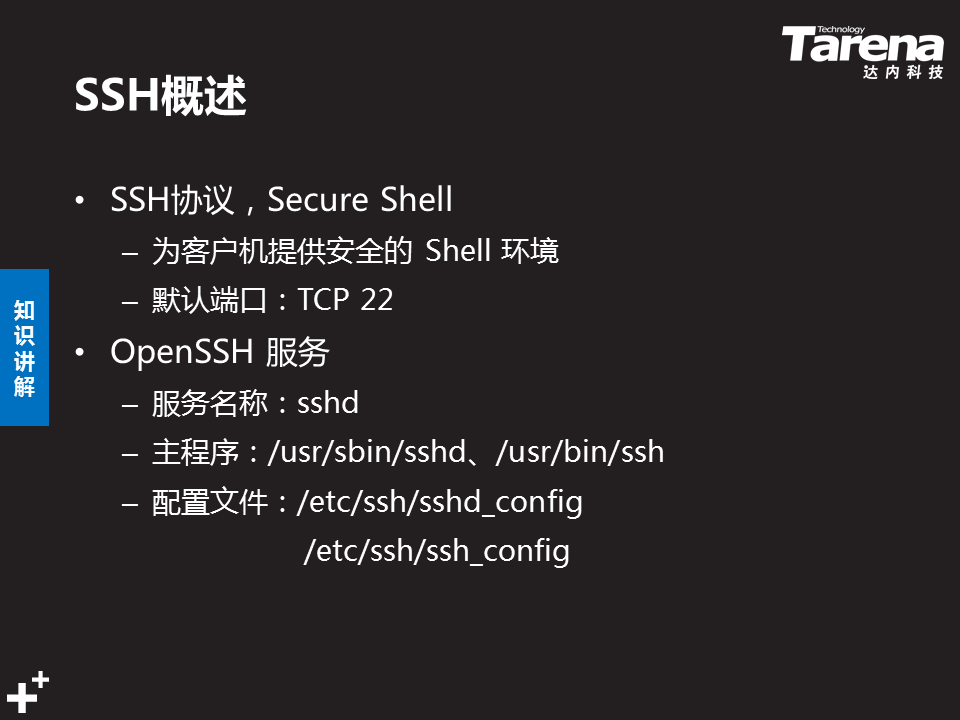 Technology
Tarena
达内科技
SSH概述
• SSH协议，Secure Shell
– 为客户机提供安全的 Shell 环境
– 默认端口：TCP 22
• OpenSSH 服务
– 服务名称：sshd
– 主程序：/usr/sbin/sshd、/usr/bin/ssh
– 配置文件：/etc/ssh/sshd_config
/etc/ssh/ssh_config
知
识
讲
解